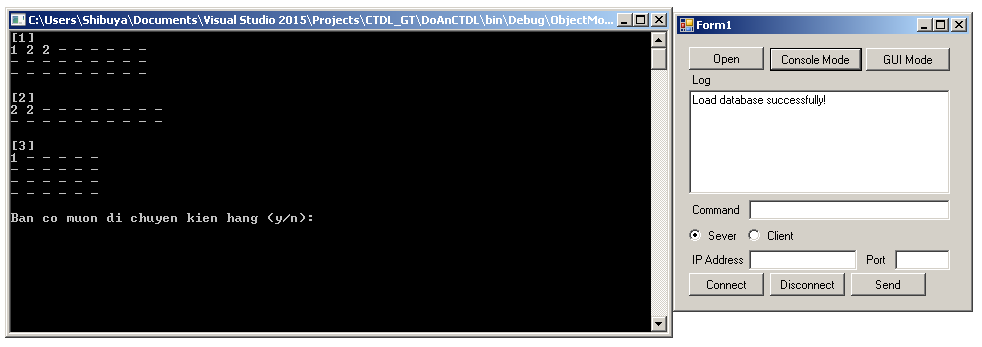 C:\Users\Shibuya\Documents\Visual Studio 2015\Projects\CTDL_GT\DoAnCTDL\bin\Debug\ObjectMo...
[1]
1 2 2 - - - - - -
- - - - - - - - -
- - - - - - - - -
[2]
2 2 - - - - - - - -
- - - - - - - - - -
[3]
1 - - - - -
- - - - - -
- - - - - -
- - - - - -
Ban co muon di chuyen kien hang (y/n):
Form1
Open Console Mode GUI Mode
Log
Load database successfully!
Command
Sever Client
IP Address Port
Connect Disconnect Send